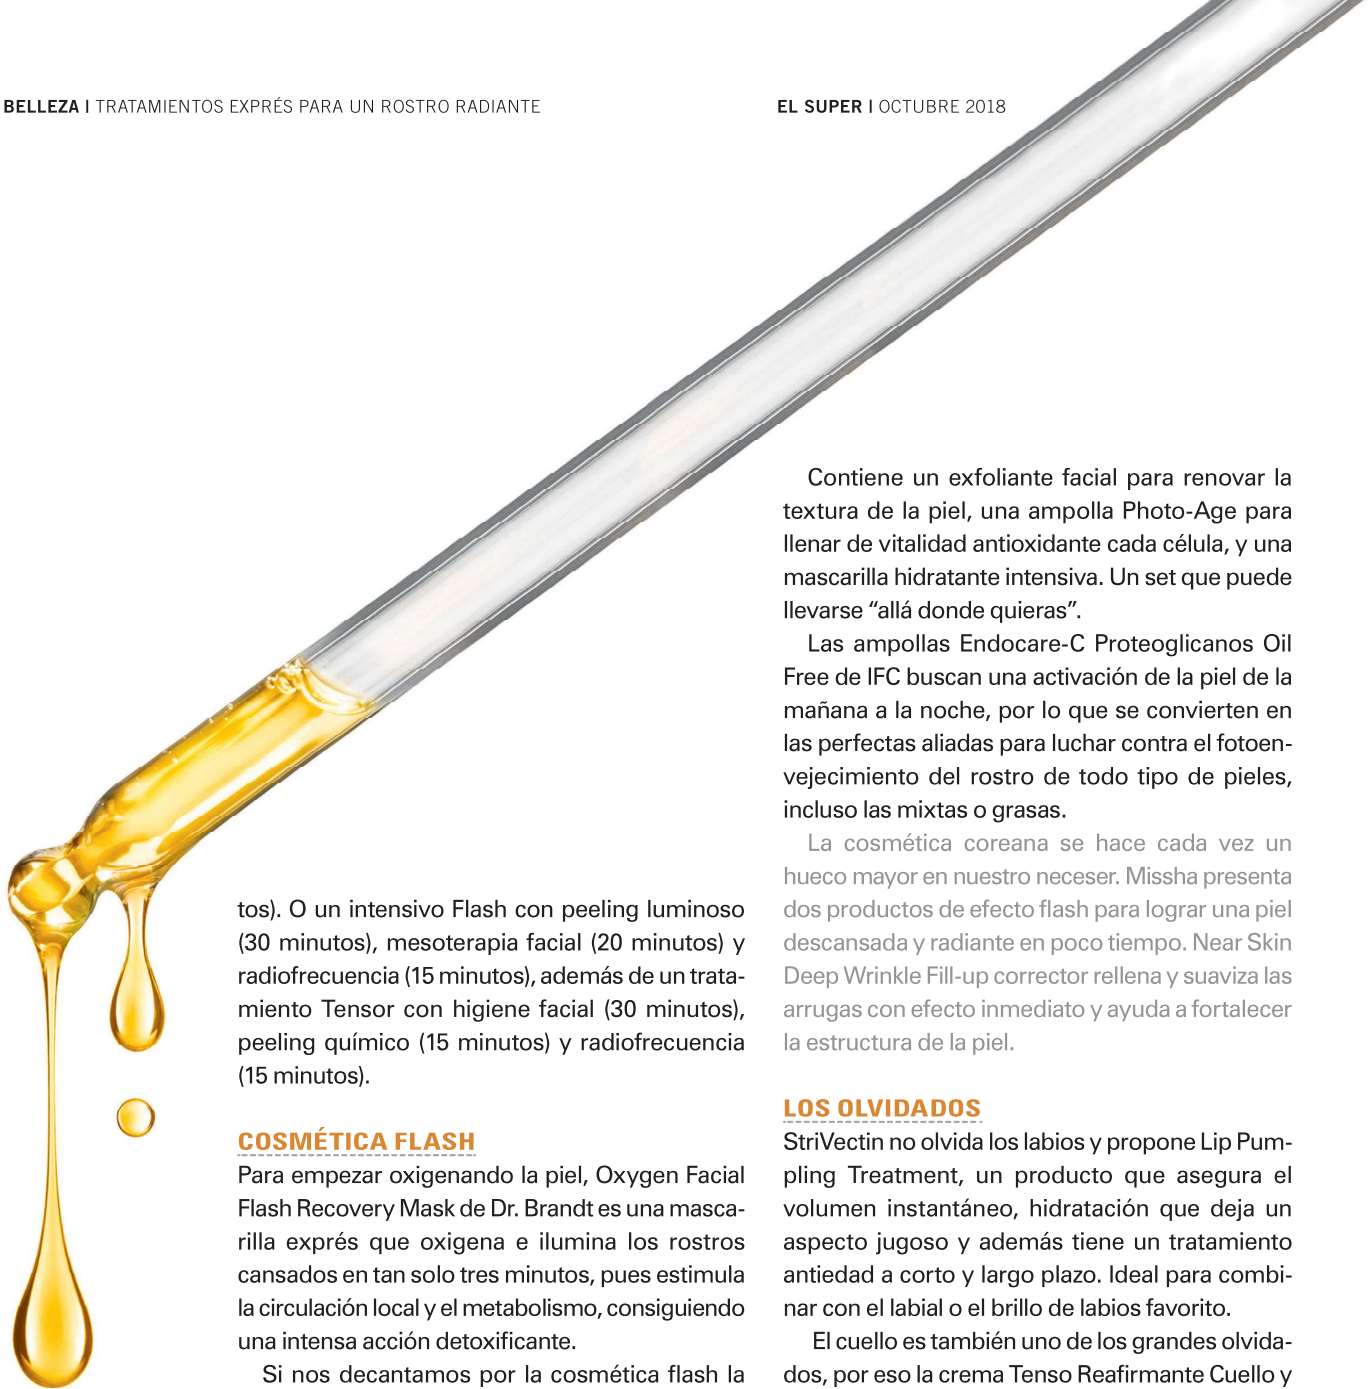 BELLEZA | TRATAMIENTOS EXPRÉS PARA UN ROSTRO RADIANTE
EL SUPER | OCTUBRE 2018
tos). O un intensivo Flash con peeling luminoso
(30 minutos), mesoterapia facial (20 minutos) y
radiofrecuencia (15 minutos), además de un trata-
miento Tensor con higiene facial (30 minutos),
peeling químico (15 minutos) y radiofrecuencia
(15 minutos).
COSMÉTICA FLASH
Para empezar oxigenando la piel, Oxygen Facial
Flash Recovery Mask de Dr. Brandt es una masca-
rilla exprés que oxigena e ilumina los rostros
cansados en tan solo tres minutos, pues estimula
la circulación local y el metabolismo, consiguiendo
una intensa acción detoxificante.
Si nos decantamos por la cosmética flash la
Contiene un exfoliante facial para renovar la
textura de la piel, una ampolla Photo-Age para
llenar de vitalidad antioxidante cada célula, y una
mascarilla hidratante intensiva. Un set que puede
llevarse “allá donde quieras”.
Las ampollas Endocare-C Proteoglicanos Oil
Free de IFC buscan una activación de la piel de la
mañana a la noche, por lo que se convierten en
las perfectas aliadas para luchar contra el fotoen-
vejecimiento del rostro de todo tipo de pieles,
incluso las mixtas o grasas.
La cosmética coreana se hace cada vez un
hueco mayor en nuestro neceser. Missha presenta
dos productos de efecto flash para lograr una piel
descansada y radiante en poco tiempo. Near Skin
Deep Wrinkle Fill-up corrector rellena y suaviza las
arrugas con efecto inmediato y ayuda a fortalecer
la estructura de la piel.
LOS OLVIDADOS
StriVectin no olvida los labios y propone Lip Pum-
pling Treatment, un producto que asegura el
volumen instantáneo, hidratación que deja un
aspecto jugoso y además tiene un tratamiento
antiedad a corto y largo plazo. Ideal para combi-
nar con el labial o el brillo de labios favorito.
El cuello es también uno de los grandes olvida-
dos, por eso la crema Tenso Reafirmante Cuello y